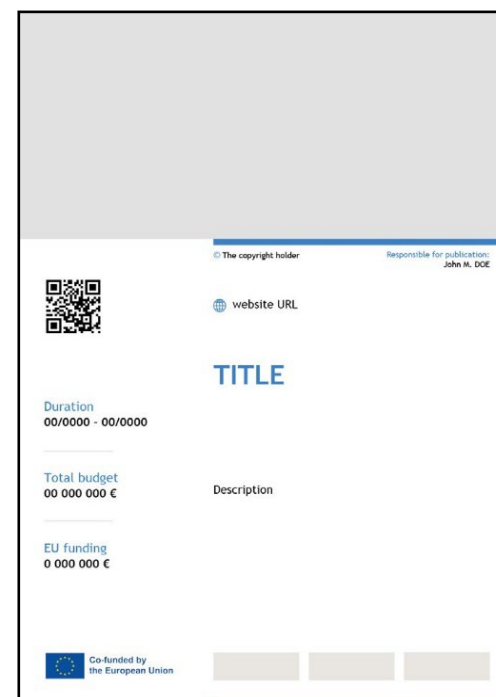 © The copyright holder
Responsible for publication:
John M. DOE
website URL
TITLE
Duration
00/0000 - 00/0000
Total budget
00 000 000 €
Description
EU funding
0 000 000 €
Co-funded by
the European Union